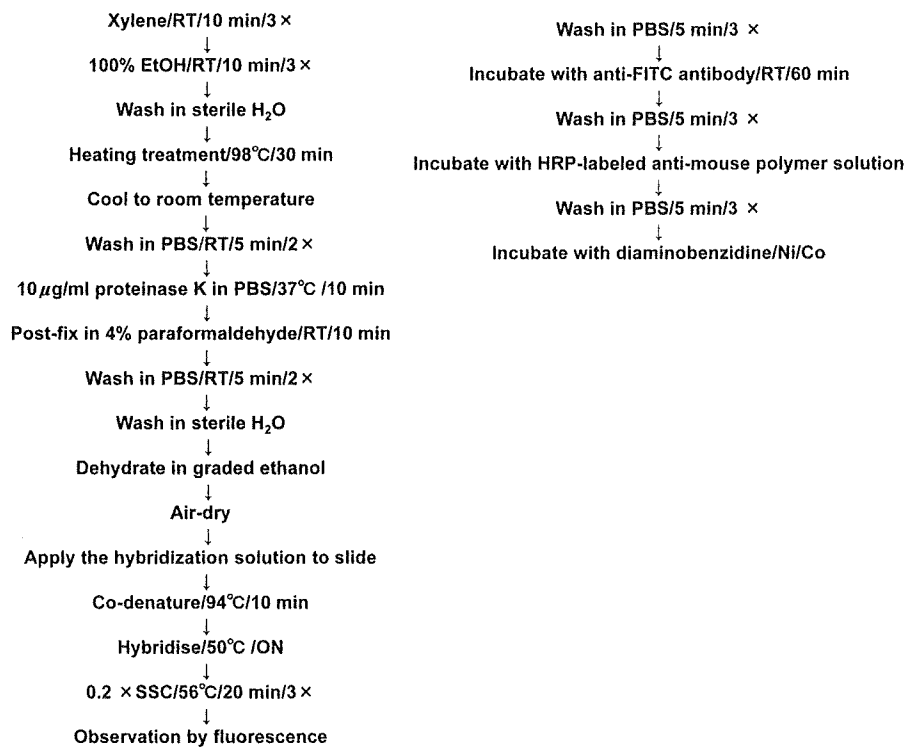 Xylene/RT/10 min/3 ×
↓
100% EtOH/RT/10 min/3×
↓
Wash in sterile H₂O
↓
Heating treatment/98℃/30 min
↓
Cool to room temperature
↓
Wash in PBS/RT/5 min/2 ×
↓
10 μg/ml proteinase K in PBS/37℃ /10 min
↓
Post-fix in 4% paraformaldehyde/RT/10 min
↓
Wash in PBS/RT/5 min/2 ×
↓
Wash in sterile H₂O
↓
Dehydrate in graded ethanol
↓
Air-dry
↓
Apply the hybridization solution to slide
↓
Co-denature/94℃/10 min
↓
Hybridise/50℃ /ON
↓
0.2 × SSC/56℃/20 min/3×
↓
Observation by fluorescence
Wash in PBS/5 min/3 ×
↓
Incubate with anti-FITC antibody/RT/60 min
↓
Wash in PBS/5 min/3 ×
↓
Incubate with HRP-labeled anti-mouse polymer solution
↓
Wash in PBS/5 min/3 ×
↓
Incubate with diaminobenzidine/Ni/Co